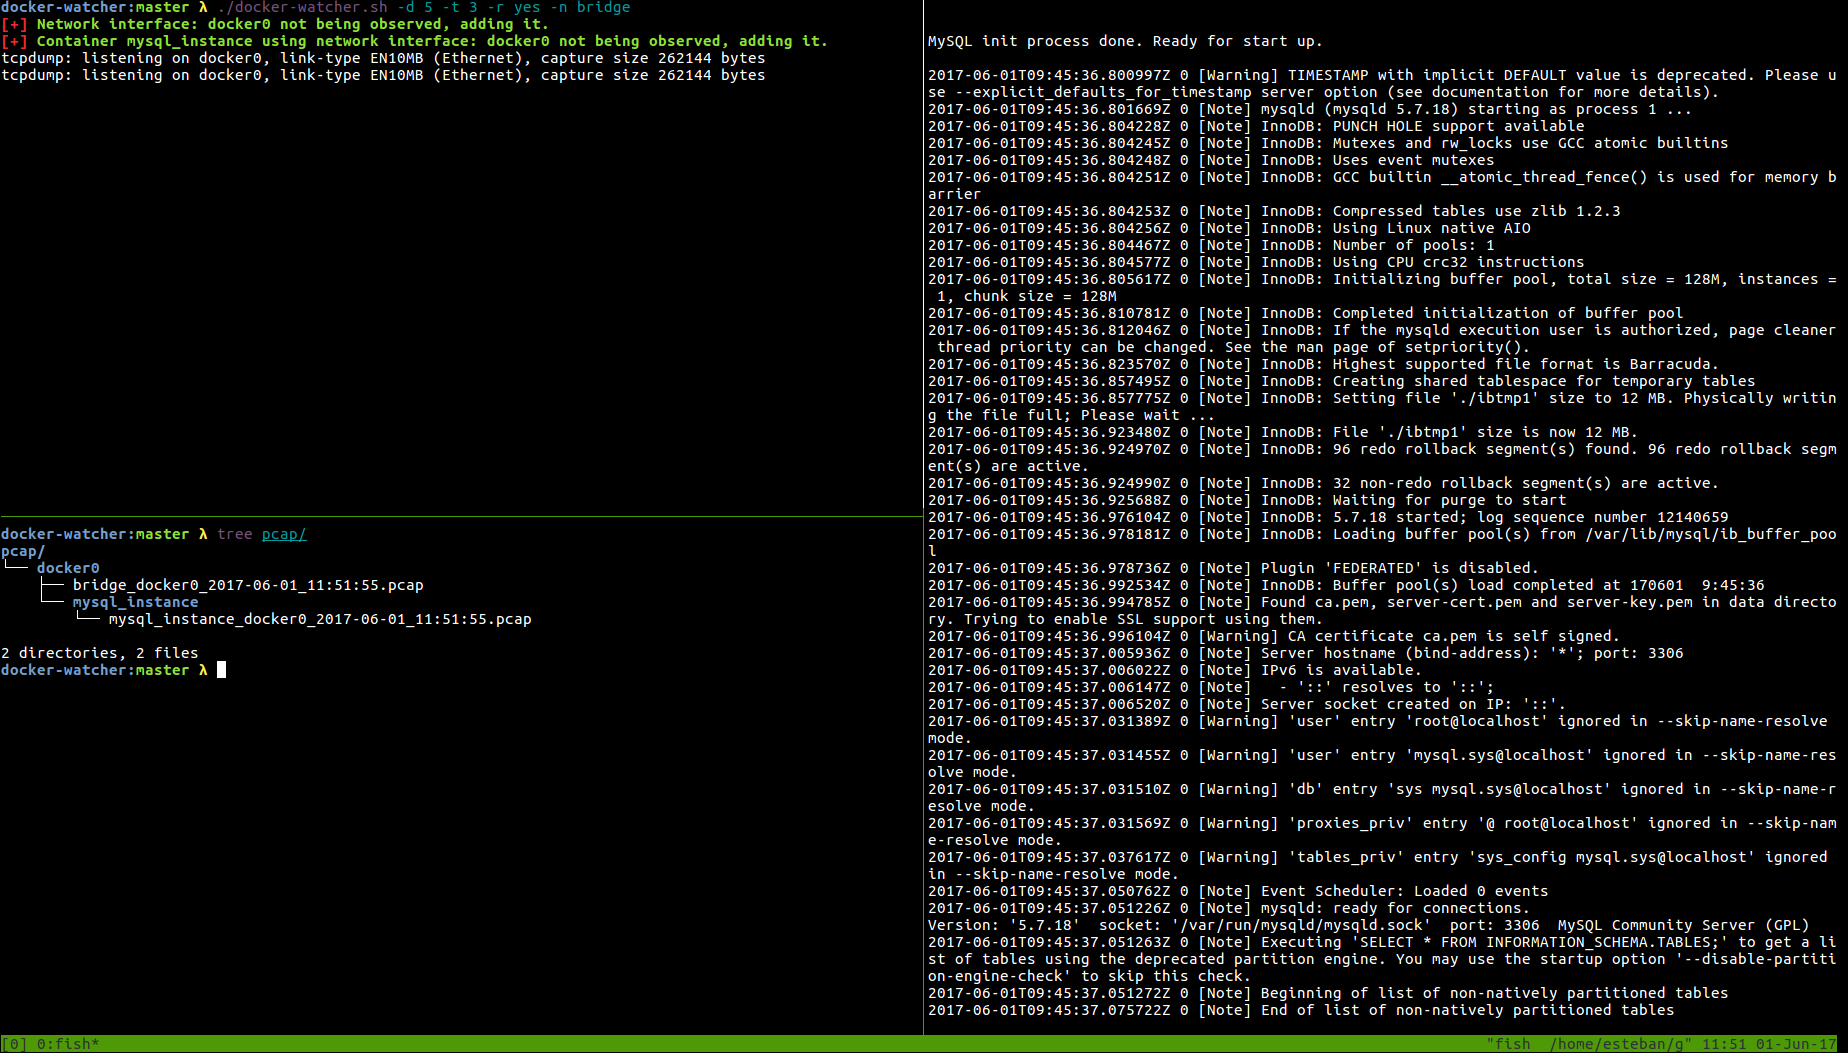 docker-watcher:master λ ./docker-watcher.sh -d 5 -t 3 -r yes -n bridge
[+] Network interface: docker0 not being observed, adding it.
[+] Container mysql_instance using network interface: docker0 not being observed, adding it.
tcpdump: listening on docker0, link-type EN10MB (Ethernet), capture size 262144 bytes
tcpdump: listening on docker0, link-type EN10MB (Ethernet), capture size 262144 bytes
docker-watcher:master λ tree pcap/
pcap/
└── docker0
    ├── bridge_docker0_2017-06-01_11:51:55.pcap
    └── mysql_instance
        └── mysql_instance_docker0_2017-06-01_11:51:55.pcap
2 directories, 2 files
docker-watcher:master λ
MySQL init process done. Ready for start up.
2017-06-01T09:45:36.800997Z 0 [Warning] TIMESTAMP with implicit DEFAULT value is deprecated. Please u
se --explicit_defaults_for_timestamp server option (see documentation for more details).
2017-06-01T09:45:36.801669Z 0 [Note] mysqld (mysqld 5.7.18) starting as process 1 ...
2017-06-01T09:45:36.804228Z 0 [Note] InnoDB: PUNCH HOLE support available
2017-06-01T09:45:36.804245Z 0 [Note] InnoDB: Mutexes and rw_locks use GCC atomic builtins
2017-06-01T09:45:36.804248Z 0 [Note] InnoDB: Uses event mutexes
2017-06-01T09:45:36.804251Z 0 [Note] InnoDB: GCC builtin __atomic_thread_fence() is used for memory b
arrier
2017-06-01T09:45:36.804253Z 0 [Note] InnoDB: Compressed tables use zlib 1.2.3
2017-06-01T09:45:36.804256Z 0 [Note] InnoDB: Using Linux native AIO
2017-06-01T09:45:36.804467Z 0 [Note] InnoDB: Number of pools: 1
2017-06-01T09:45:36.804577Z 0 [Note] InnoDB: Using CPU crc32 instructions
2017-06-01T09:45:36.805617Z 0 [Note] InnoDB: Initializing buffer pool, total size = 128M, instances =
 1, chunk size = 128M
2017-06-01T09:45:36.810781Z 0 [Note] InnoDB: Completed initialization of buffer pool
2017-06-01T09:45:36.812046Z 0 [Note] InnoDB: If the mysqld execution user is authorized, page cleaner
 thread priority can be changed. See the man page of setpriority().
2017-06-01T09:45:36.823570Z 0 [Note] InnoDB: Highest supported file format is Barracuda.
2017-06-01T09:45:36.857495Z 0 [Note] InnoDB: Creating shared tablespace for temporary tables
2017-06-01T09:45:36.857775Z 0 [Note] InnoDB: Setting file './ibtmp1' size to 12 MB. Physically writin
g the file full; Please wait ...
2017-06-01T09:45:36.923480Z 0 [Note] InnoDB: File './ibtmp1' size is now 12 MB.
2017-06-01T09:45:36.924970Z 0 [Note] InnoDB: 96 redo rollback segment(s) found. 96 redo rollback segm
ent(s) are active.
2017-06-01T09:45:36.924990Z 0 [Note] InnoDB: 32 non-redo rollback segment(s) are active.
2017-06-01T09:45:36.925688Z 0 [Note] InnoDB: Waiting for purge to start
2017-06-01T09:45:36.976104Z 0 [Note] InnoDB: 5.7.18 started; log sequence number 12140659
2017-06-01T09:45:36.978181Z 0 [Note] InnoDB: Loading buffer pool(s) from /var/lib/mysql/ib_buffer_poo
l
2017-06-01T09:45:36.978736Z 0 [Note] Plugin 'FEDERATED' is disabled.
2017-06-01T09:45:36.992534Z 0 [Note] InnoDB: Buffer pool(s) load completed at 170601  9:45:36
2017-06-01T09:45:36.994785Z 0 [Note] Found ca.pem, server-cert.pem and server-key.pem in data directo
ry. Trying to enable SSL support using them.
2017-06-01T09:45:36.996104Z 0 [Warning] CA certificate ca.pem is self signed.
2017-06-01T09:45:37.005936Z 0 [Note] Server hostname (bind-address): '*'; port: 3306
2017-06-01T09:45:37.006022Z 0 [Note] IPv6 is available.
2017-06-01T09:45:37.006147Z 0 [Note]   - '::' resolves to '::';
2017-06-01T09:45:37.006520Z 0 [Note] Server socket created on IP: '::'.
2017-06-01T09:45:37.031389Z 0 [Warning] 'user' entry 'root@localhost' ignored in --skip-name-resolve
mode.
2017-06-01T09:45:37.031455Z 0 [Warning] 'user' entry 'mysql.sys@localhost' ignored in --skip-name-res
olve mode.
2017-06-01T09:45:37.031510Z 0 [Warning] 'db' entry 'sys mysql.sys@localhost' ignored in --skip-name-r
esolve mode.
2017-06-01T09:45:37.031569Z 0 [Warning] 'proxies_priv' entry '@ root@localhost' ignored in --skip-nam
e-resolve mode.
2017-06-01T09:45:37.037617Z 0 [Warning] 'tables_priv' entry 'sys_config mysql.sys@localhost' ignored
in --skip-name-resolve mode.
2017-06-01T09:45:37.050762Z 0 [Note] Event Scheduler: Loaded 0 events
2017-06-01T09:45:37.051226Z 0 [Note] mysqld: ready for connections.
Version: '5.7.18'  socket: '/var/run/mysqld/mysqld.sock'  port: 3306  MySQL Community Server (GPL)
2017-06-01T09:45:37.051263Z 0 [Note] Executing 'SELECT * FROM INFORMATION_SCHEMA.TABLES;' to get a li
st of tables using the deprecated partition engine. You may use the startup option '--disable-partiti
on-engine-check' to skip this check.
2017-06-01T09:45:37.051272Z 0 [Note] Beginning of list of non-natively partitioned tables
2017-06-01T09:45:37.075722Z 0 [Note] End of list of non-natively partitioned tables
[0] 0:fish*
"fish  /home/esteban/g" 11:51 01-Jun-17